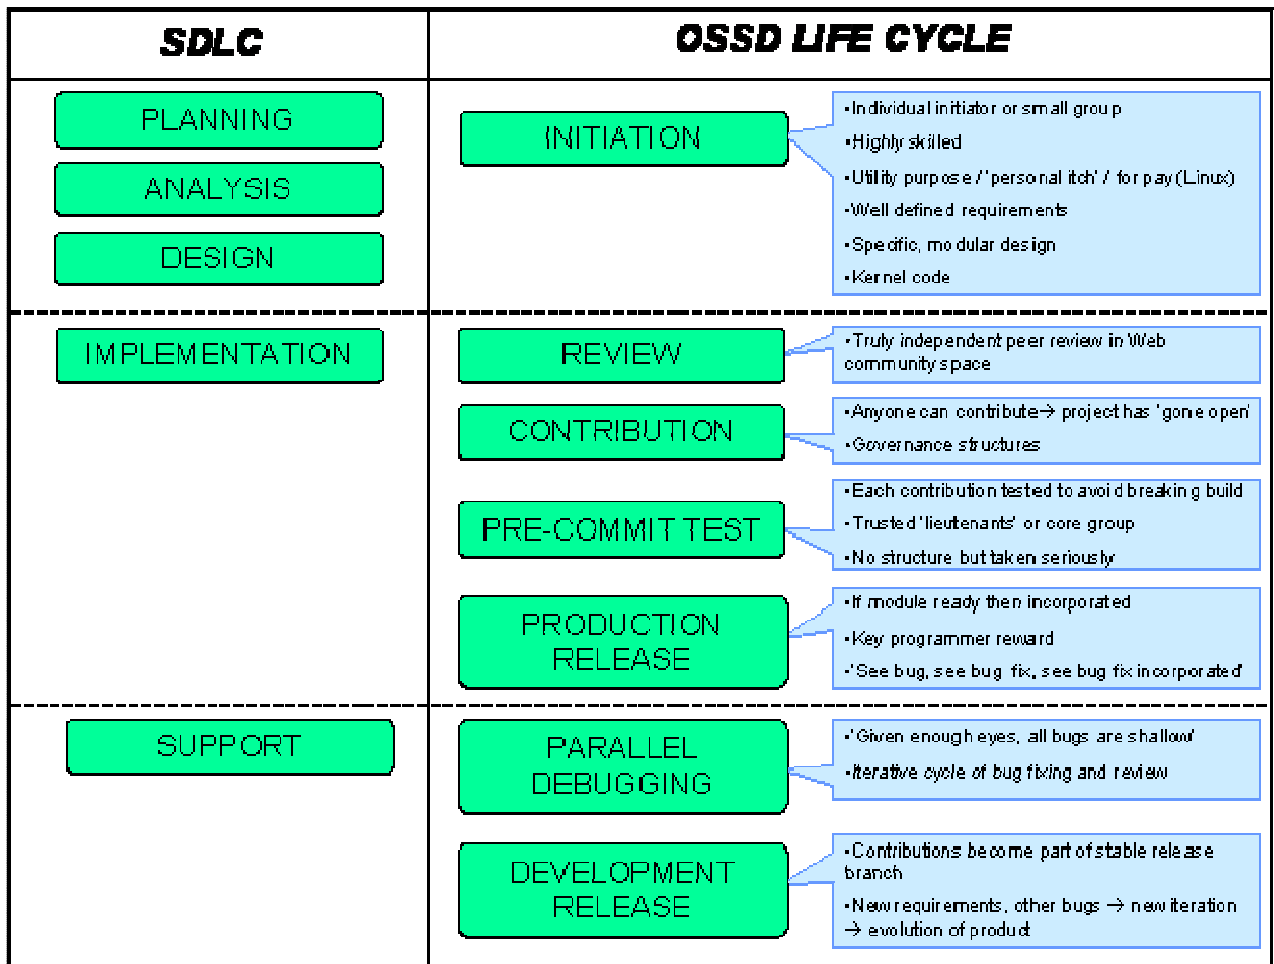 SDLC
OSSD LIFE CYCLE
PLANNING
ANALYSIS
DESIGN
INITIATION
•Individual initiator or small group
•Highly skilled
•Utility purpose / 'personal itch' / for pay (Linux)
•Well defined requirements
•Specific, modular design
•Kernel code
IMPLEMENTATION
REVIEW
•Truly independent peer review in Web
community space
CONTRIBUTION
•Anyone can contribute→ project has 'gone open'
•Governance structures
PRE-COMMIT TEST
•Each contribution tested to avoid breaking build
•Trusted 'lieutenants' or core group
•No structure but taken seriously
PRODUCTION
RELEASE
•If module ready then incorporated
•Key programmer reward
•'See bug, see bug fix, see bug fix incorporated'
SUPPORT
PARALLEL
DEBUGGING
•'Given enough eyes, all bugs are shallow'
•Iterative cycle of bug fixing and review
DEVELOPMENT
RELEASE
•Contributions become part of stable release
branch
•New requirements, other bugs → new iteration
→ evolution of product